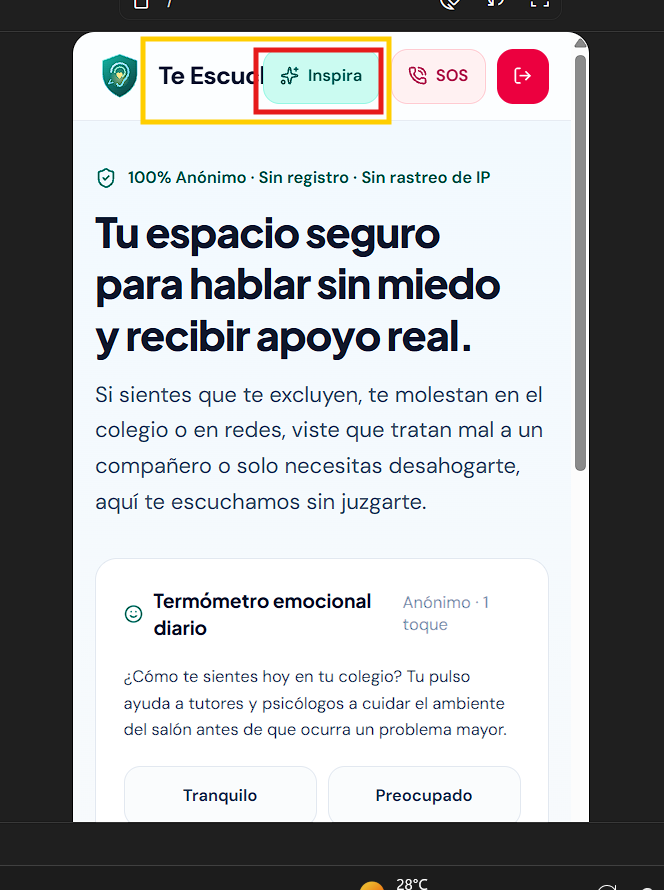 Te Escuc
Inspira
SOS
100% Anónimo · Sin registro · Sin rastreo de IP
Tu espacio seguro
para hablar sin miedo
y recibir apoyo real.
Si sientes que te excluyen, te molestan en el
colegio o en redes, viste que tratan mal a un
compañero o solo necesitas desahogarte,
aquí te escuchamos sin juzgarte.
Termómetro emocional
diario
Anónimo · 1
toque
¿Cómo te sientes hoy en tu colegio? Tu pulso
ayuda a tutores y psicólogos a cuidar el ambiente
del salón antes de que ocurra un problema mayor.
Tranquilo
Preocupado
28°C